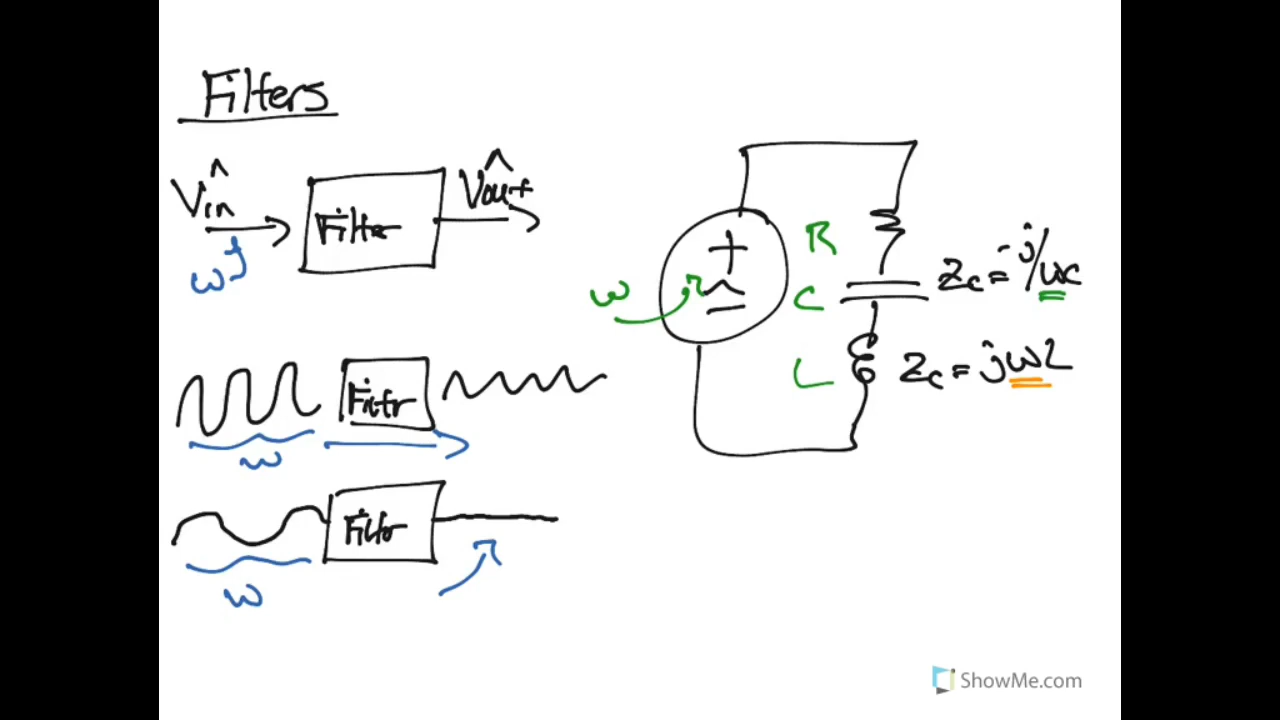 Filters
V̂in
Filter
V̂out
ω
Filtr
ω
Filtr
ω
ω
+
−
R
C
L
Zc = -j/ωC
Zc = jωL
ShowMe.com